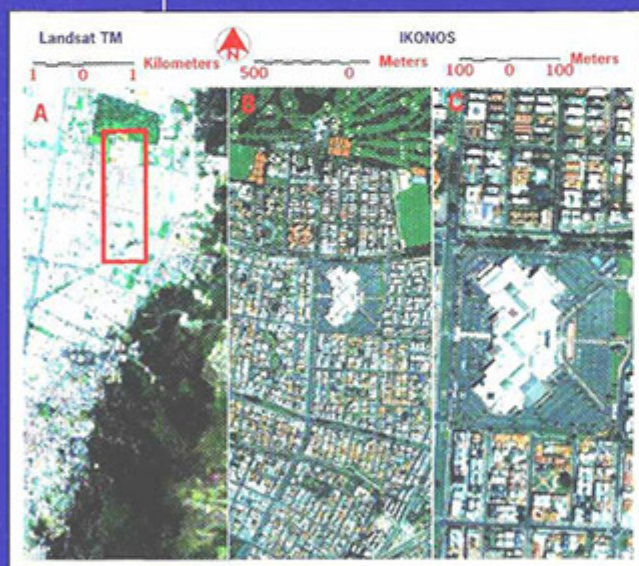 Landsat TM
N
IKONOS
1 0 1 Kilometers
500 0 Meters
100 0 100 Meters
A
B
C